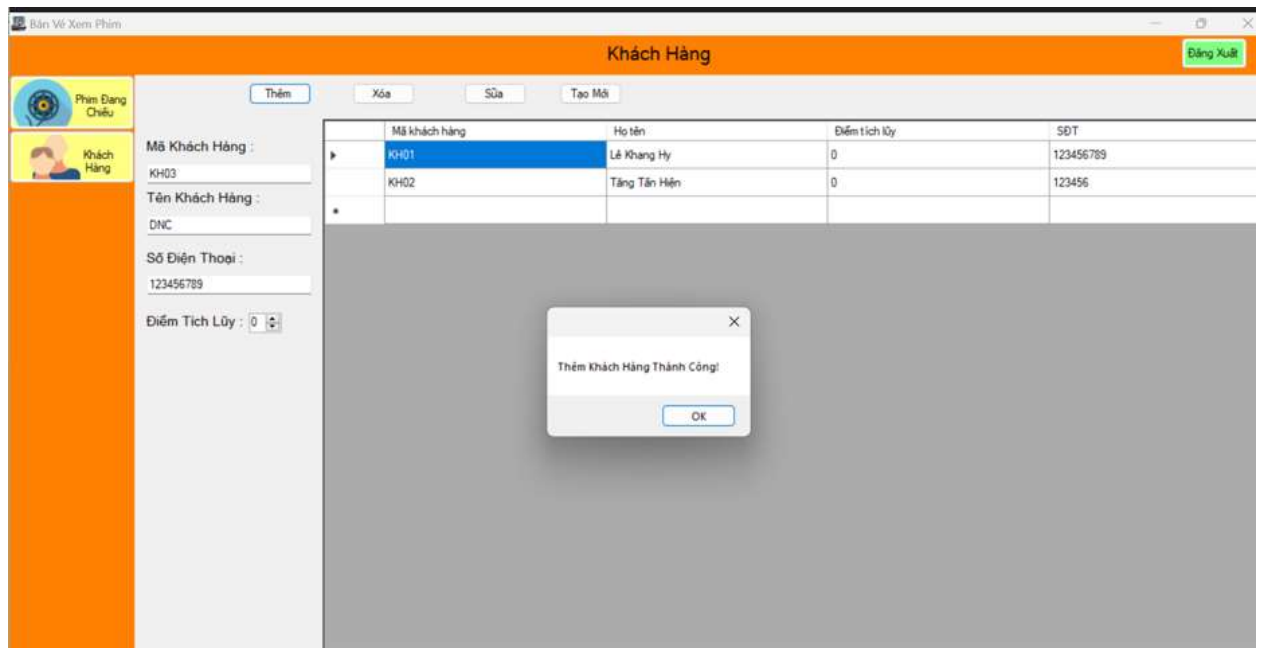 Bán Vé Xem Phim
Khách Hàng
Đăng Xuất
Phim Đang
Chiếu
Khách
Hàng
Thêm
Xóa
Sửa
Tạo Mới
Mã Khách Hàng :
KH03
Tên Khách Hàng :
DNC
Số Điện Thoại :
123456789
Điểm Tích Lũy : 0
Mã khách hàng Họ tên Điểm tích lũy SĐT
KH01 Lê Khang Hy 0 123456789
KH02 Tăng Tấn Hiện 0 123456
Thêm Khách Hàng Thành Công!
OK